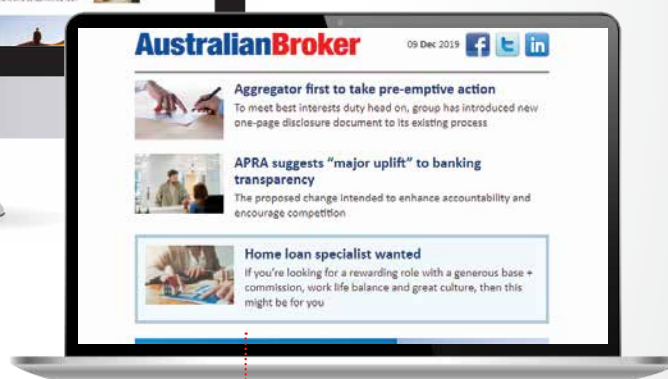 AustralianBroker
09 Dec 2019
Aggregator first to take pre-emptive action
To meet best interests duty head on, group has introduced new
one-page disclosure document to its existing process
APRA suggests “major uplift” to banking
transparency
The proposed change intended to enhance accountability and
encourage competition
Home loan specialist wanted
If you’re looking for a rewarding role with a generous base +
commission, work life balance and great culture, then this
might be for you